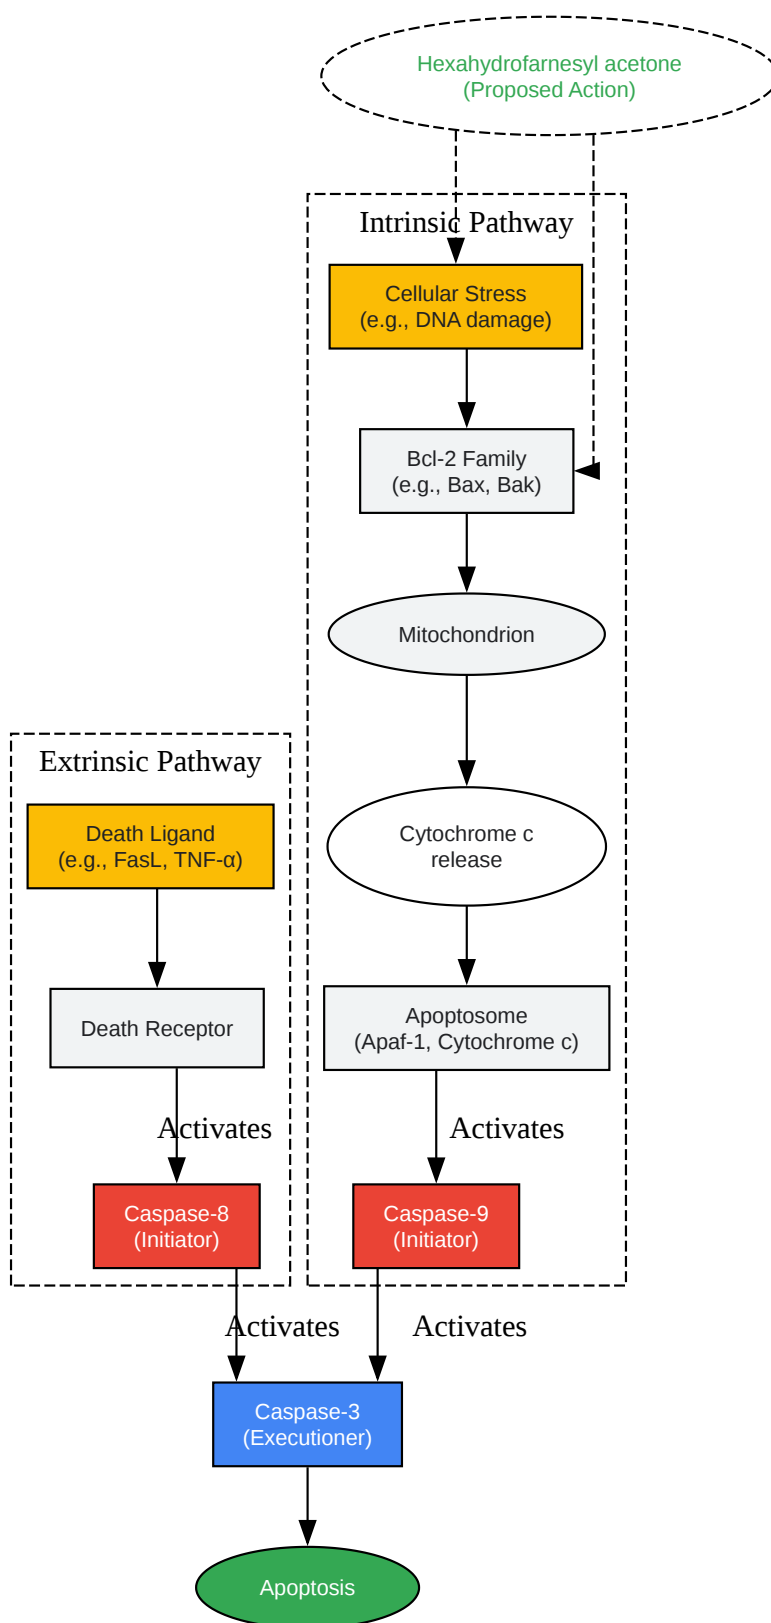 Hexahydrofarnesyl acetone
(Proposed Action)
Intrinsic Pathway
Cellular Stress
(e.g., DNA damage)
Bcl-2 Family
(e.g., Bax, Bak)
Mitochondrion
Extrinsic Pathway
Death Ligand
(e.g., FasL, TNF-α)
Cytochrome c
release
Death Receptor
Apoptosome
(Apaf-1, Cytochrome c)
Activates
Activates
Caspase-8
(Initiator)
Caspase-9
(Initiator)
Activates
Activates
Caspase-3
(Executioner)
Apoptosis